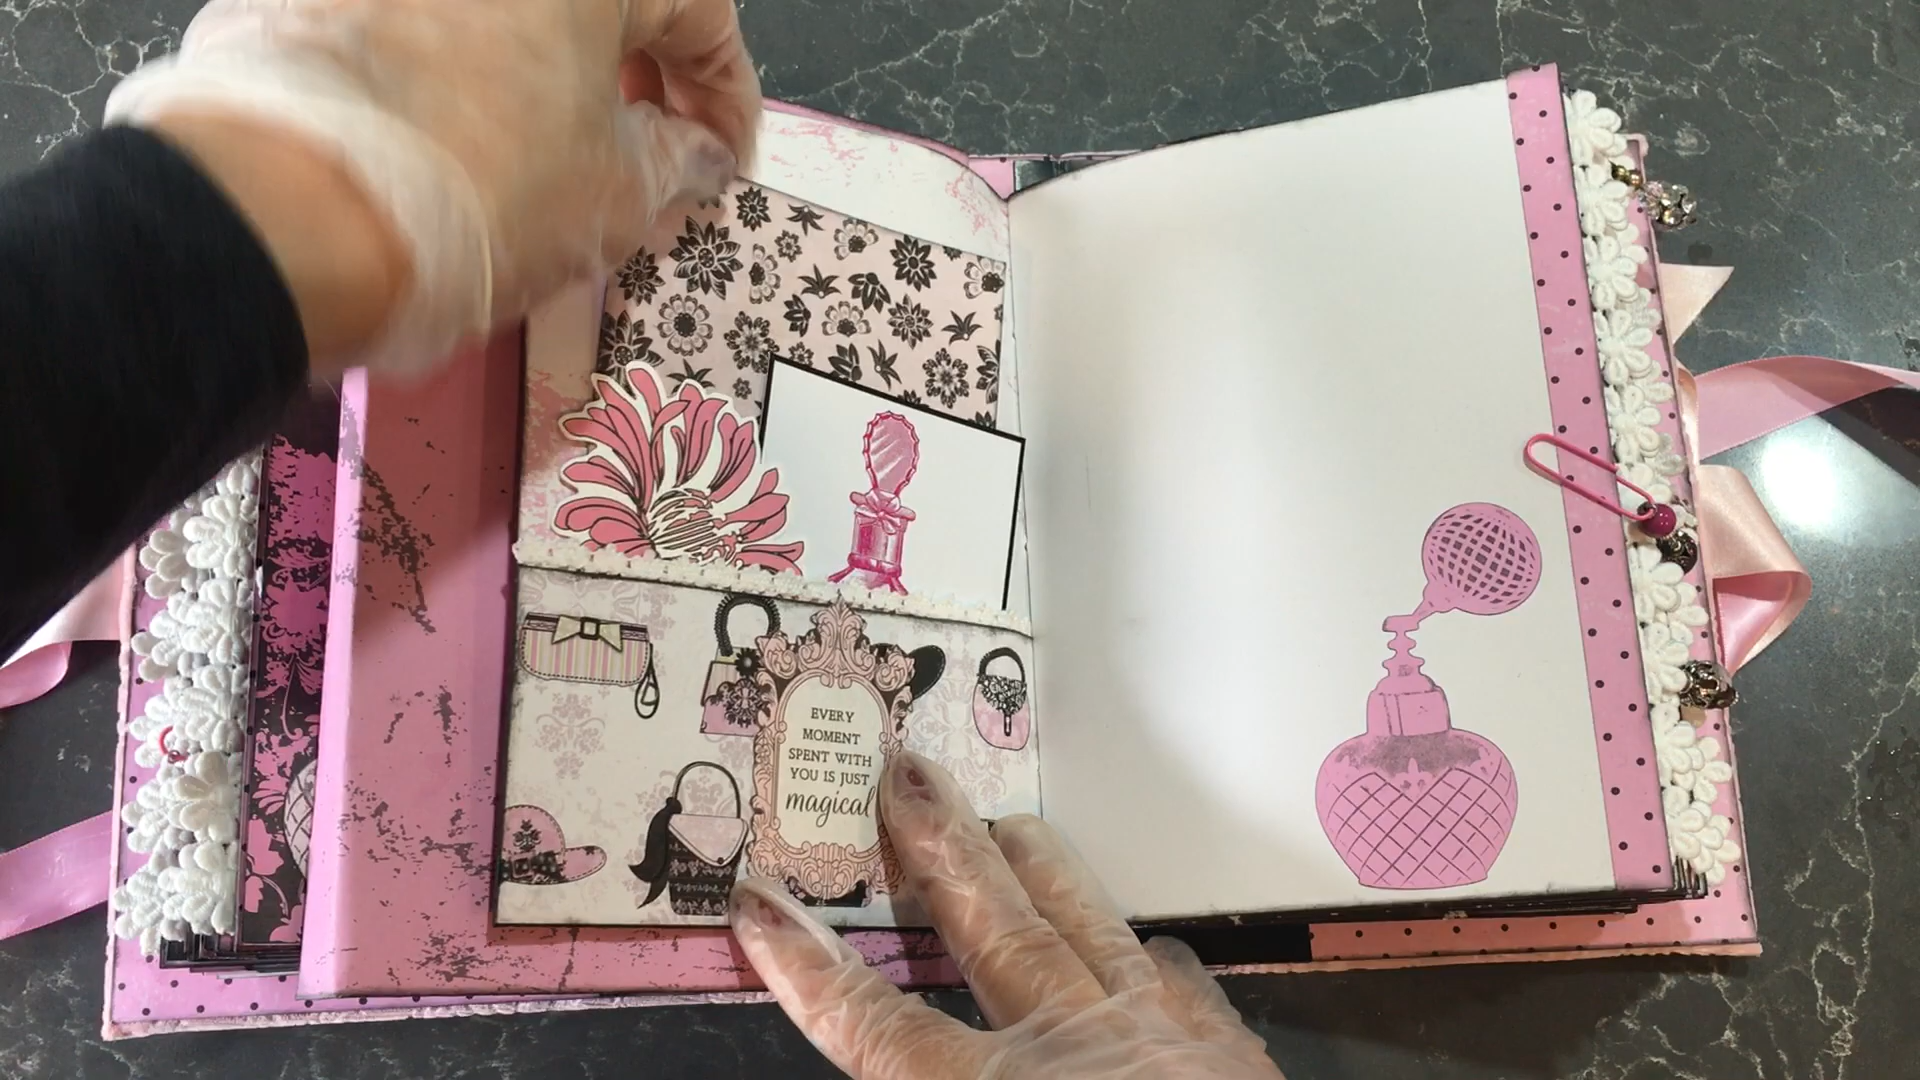 EVERY
MOMENT
SPENT WITH
YOU IS JUST
magical